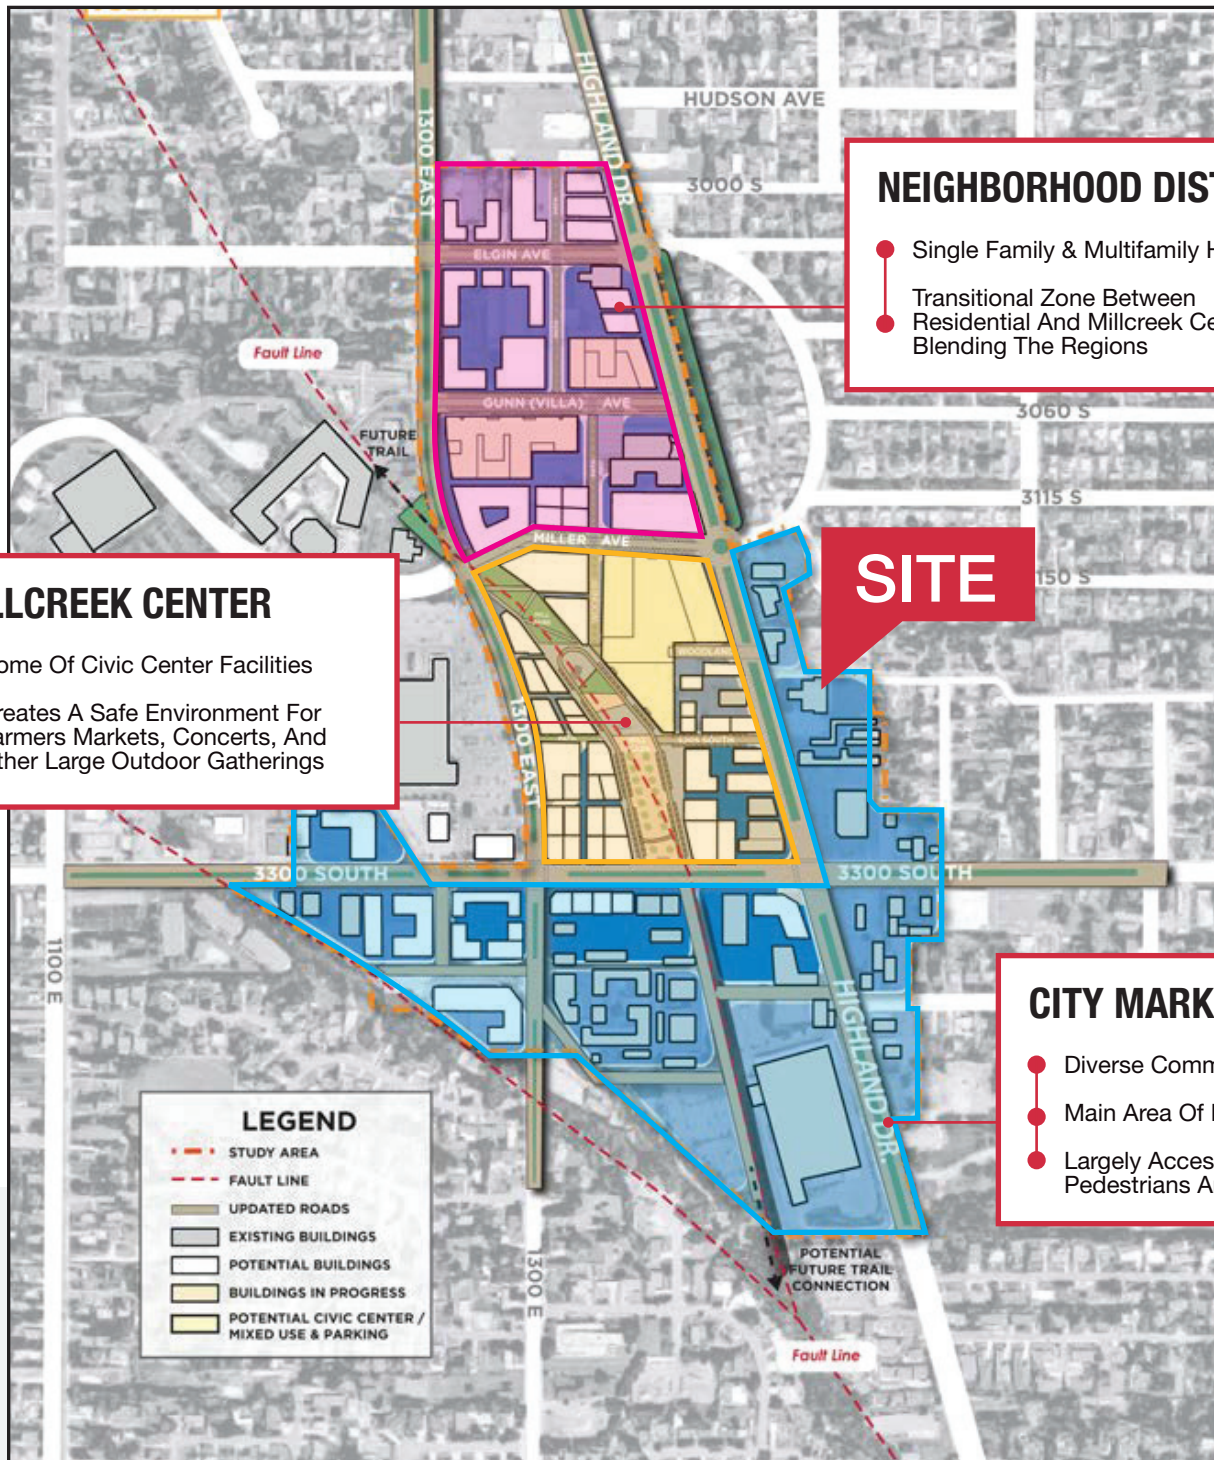 HIGHLAND DR
1300 EAST
HUDSON AVE
3000 S
NEIGHBORHOOD DIST
Single Family & Multifamily H
Transitional Zone Between
Residential And Millcreek Ce
Blending The Regions
ELGIN AVE
Fault Line
GUNN (VILLA) AVE
3060 S
FUTURE
TRAIL
3115 S
MILLER AVE
SITE
150 S
LLCREEK CENTER
ome Of Civic Center Facilities
reates A Safe Environment For
armers Markets, Concerts, And
ther Large Outdoor Gatherings
WOODLAND
1300 EAST
3300 SOUTH
3300 SOUTH
1100 E
HIGHLAND DR.
CITY MARK
Diverse Comm
Main Area Of
Largely Acces
Pedestrians A
LEGEND
STUDY AREA
FAULT LINE
UPDATED ROADS
EXISTING BUILDINGS
POTENTIAL BUILDINGS
BUILDINGS IN PROGRESS
POTENTIAL CIVIC CENTER /
MIXED USE & PARKING
1300 E
POTENTIAL
FUTURE TRAIL
CONNECTION
Fault Line